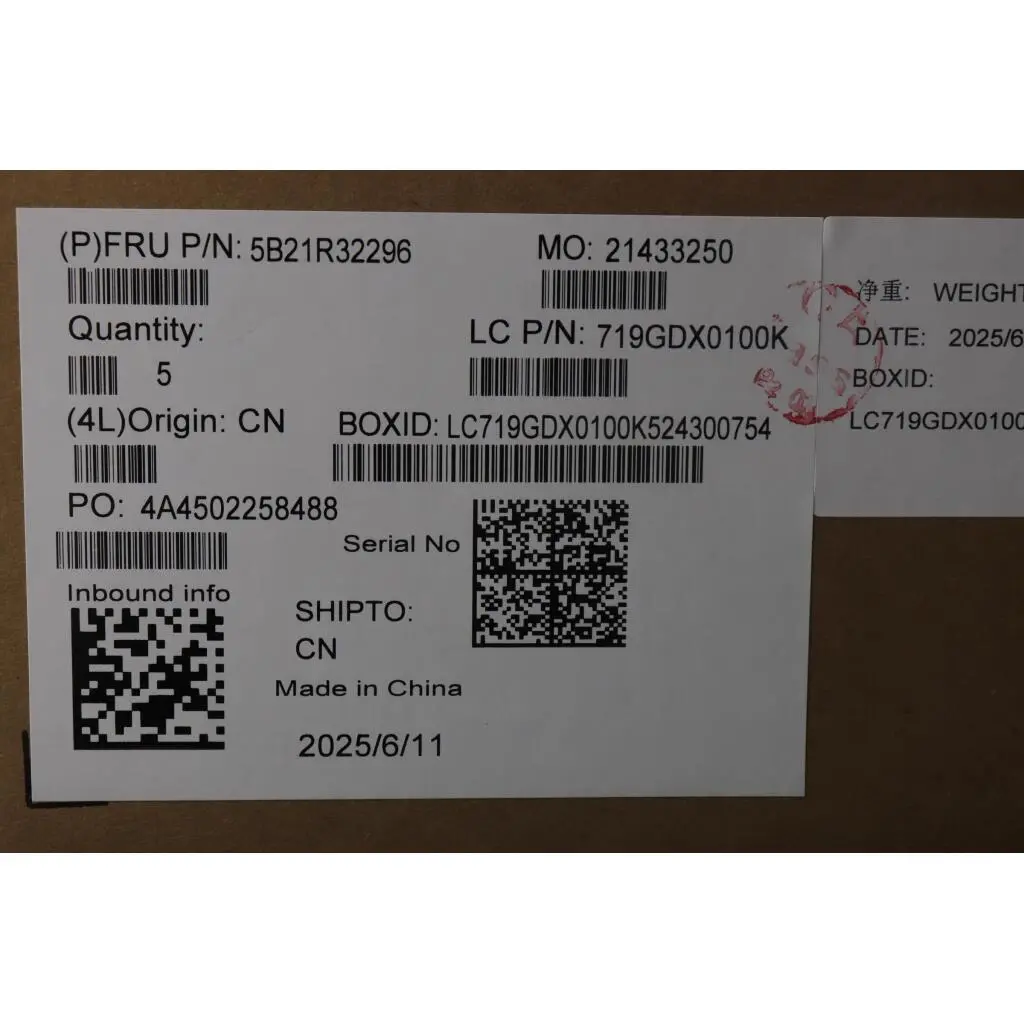 (P)FRU P/N: 5B21R32296
MO: 21433250
Quantity:
5
LC P/N: 719GDX0100K
(4L)Origin: CN
BOXID: LC719GDX0100K524300754
PO: 4A4502258488
Serial No
Inbound info
SHIPTO:
CN
Made in China
2025/6/11
净重: WEIGHT
DATE: 2025/6
BOXID:
LC719GDX0100